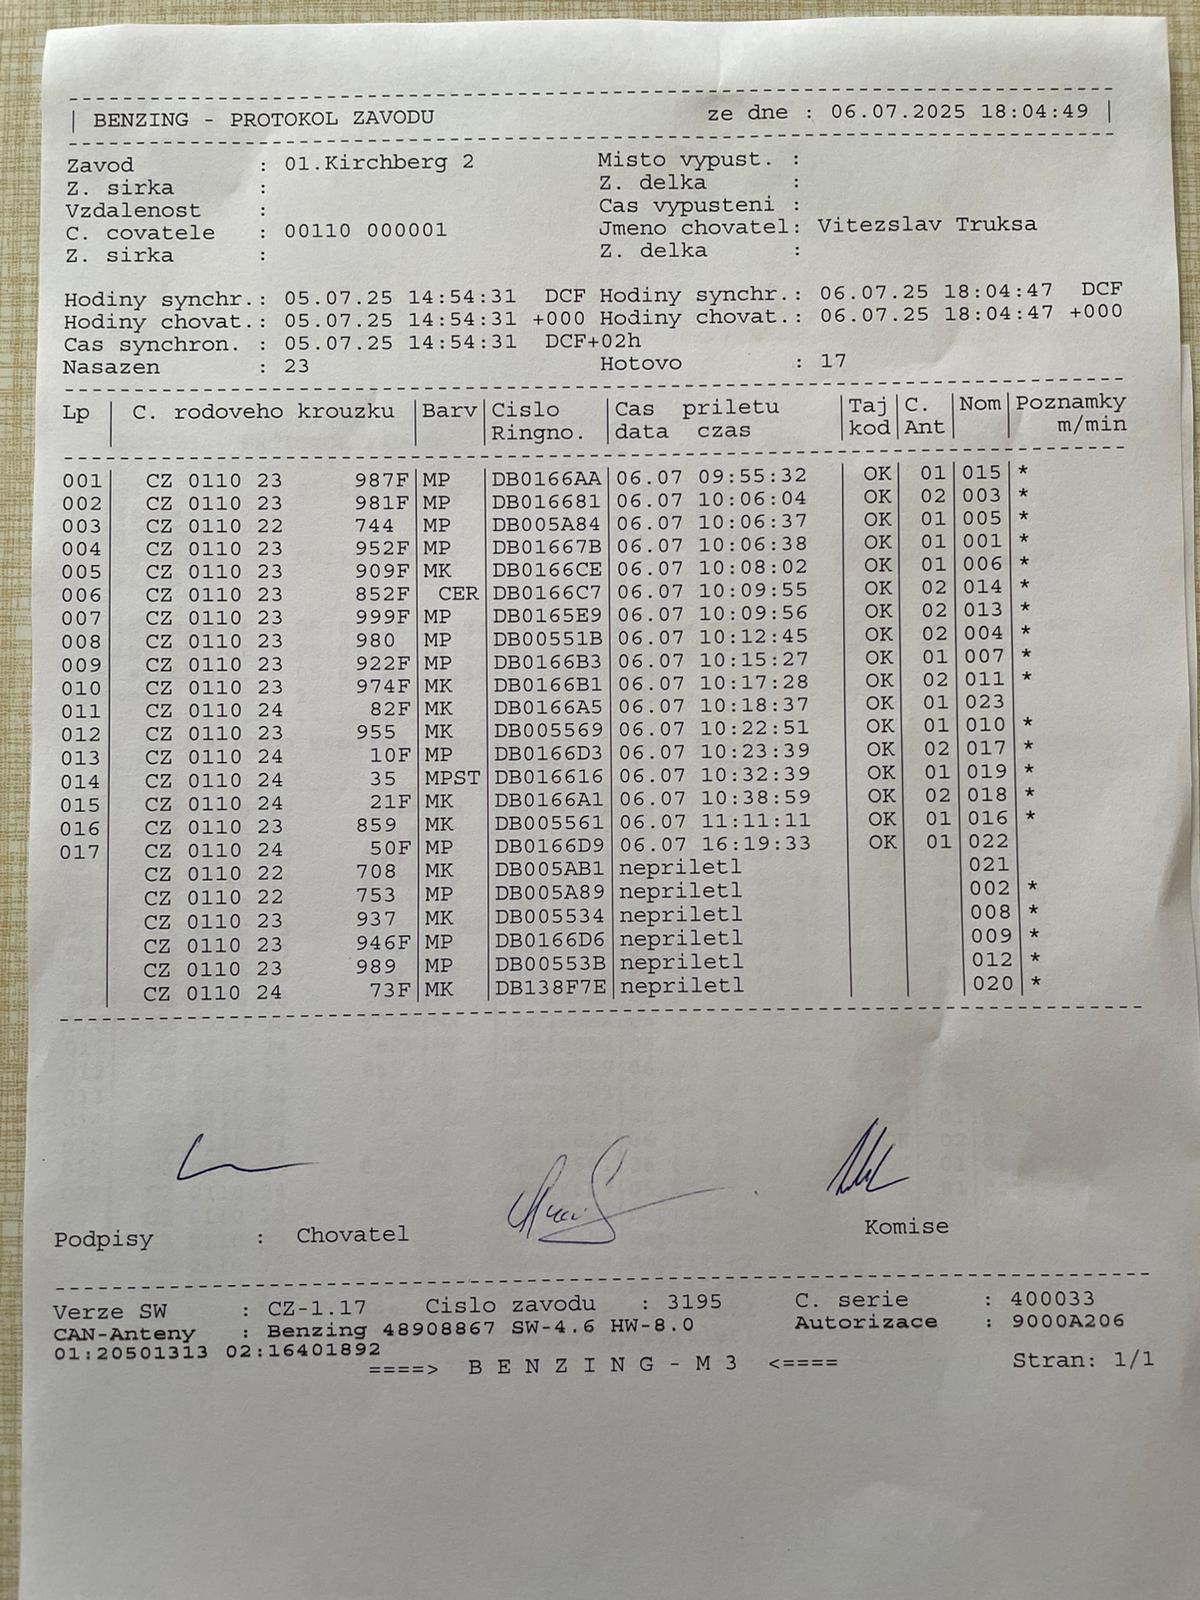 | BENZING - PROTOKOL ZAVODU ze dne : 06.07.2025 18:04:49 |
Zavod : 01.Kirchberg 2 Misto vypust. :
Z. sirka : Z. delka :
Vzdalenost : Cas vypusteni :
C. covatele : 00110 000001 Jmeno chovatel: Vitezslav Truksa
Z. sirka : Z. delka :
Hodiny synchr.: 05.07.25 14:54:31 DCF Hodiny synchr.: 06.07.25 18:04:47 DCF
Hodiny chovat.: 05.07.25 14:54:31 +000 Hodiny chovat.: 06.07.25 18:04:47 +000
Cas synchron. : 05.07.25 14:54:31 DCF+02h
Nasazen : 23 Hotovo : 17
Lp | C. rodoveho krouzku |Barv|Cislo |Cas priletu |Taj|C. |Nom|Poznamky
| | |Ringno. |data czas |kod|Ant| | m/min
001| CZ 0110 23 987F|MP |DB0166AA|06.07 09:55:32 | OK| 01|015|*
002| CZ 0110 23 981F|MP |DB016681|06.07 10:06:04 | OK| 02|003|*
003| CZ 0110 22 744 |MP |DB005A84|06.07 10:06:37 | OK| 01|005|*
004| CZ 0110 23 952F|MP |DB01667B|06.07 10:06:38 | OK| 01|001|*
005| CZ 0110 23 909F|MK |DB0166CE|06.07 10:08:02 | OK| 01|006|*
006| CZ 0110 23 852F| CER|DB0166C7|06.07 10:09:55 | OK| 02|014|*
007| CZ 0110 23 999F|MP |DB0165E9|06.07 10:09:56 | OK| 02|013|*
008| CZ 0110 23 980 |MP |DB00551B|06.07 10:12:45 | OK| 02|004|*
009| CZ 0110 23 922F|MP |DB0166B3|06.07 10:15:27 | OK| 01|007|*
010| CZ 0110 23 974F|MK |DB0166B1|06.07 10:17:28 | OK| 02|011|*
011| CZ 0110 24 82F|MK |DB0166A5|06.07 10:18:37 | OK| 01|023|
012| CZ 0110 23 955 |MK |DB005569|06.07 10:22:51 | OK| 01|010|*
013| CZ 0110 24 10F|MP |DB0166D3|06.07 10:23:39 | OK| 02|017|*
014| CZ 0110 24 35 |MPST|DB016616|06.07 10:32:39 | OK| 01|019|*
015| CZ 0110 24 21F|MK |DB0166A1|06.07 10:38:59 | OK| 02|018|*
016| CZ 0110 23 859 |MK |DB005561|06.07 11:11:11 | OK| 01|016|*
017| CZ 0110 24 50F|MP |DB0166D9|06.07 16:19:33 | OK| 01|022|
CZ 0110 22 708 |MK |DB005AB1|nepriletl | | |021|
CZ 0110 22 753 |MP |DB005A89|nepriletl | | |002|*
CZ 0110 23 937 |MK |DB005534|nepriletl | | |008|*
CZ 0110 23 946F|MP |DB0166D6|nepriletl | | |009|*
CZ 0110 23 989 |MP |DB00553B|nepriletl | | |012|*
CZ 0110 24 73F|MK |DB138F7E|nepriletl | | |020|*
Podpisy : Chovatel Komise
Verze SW : CZ-1.17 Cislo zavodu : 3195 C. serie : 400033
CAN-Anteny : Benzing 48908867 SW-4.6 HW-8.0 Autorizace : 9000A206
01:20501313 02:16401892
====> B E N Z I N G - M 3 <==== Stran: 1/1